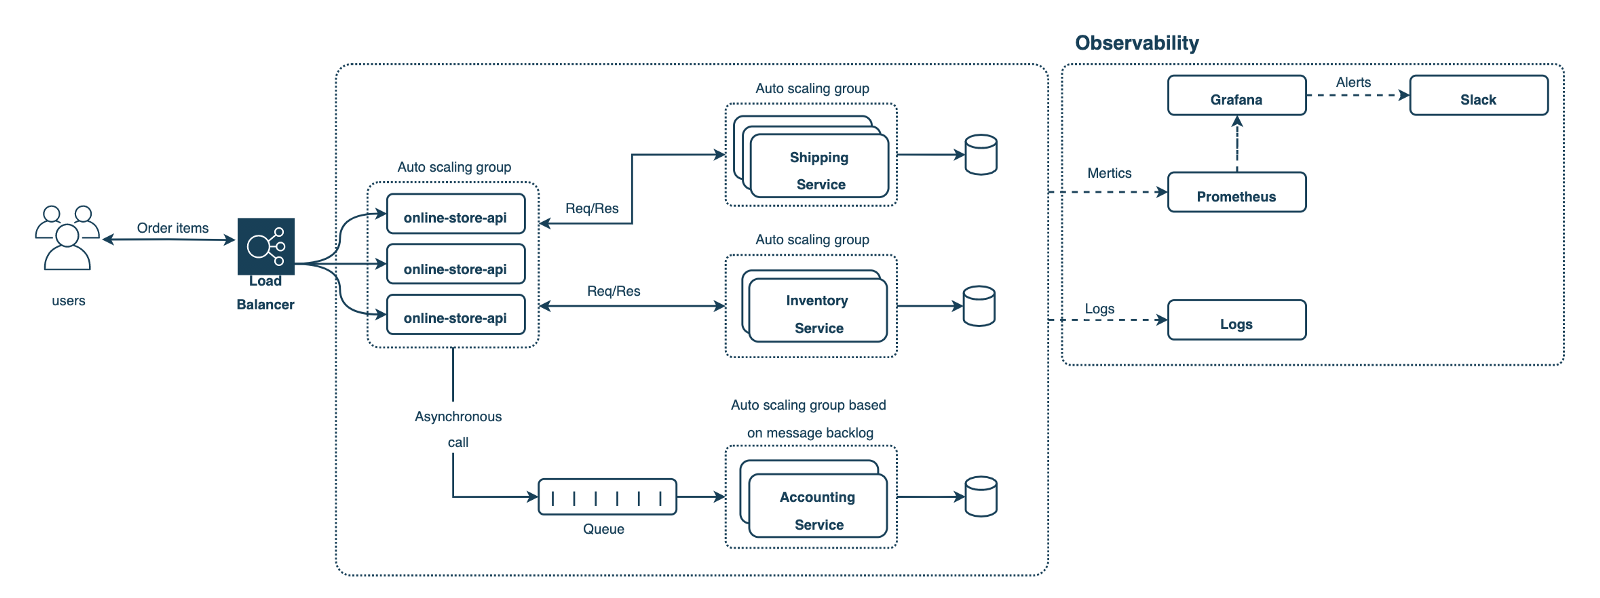 Observability
Auto scaling group
Grafana
Alerts
Slack
Shipping
Service
Auto scaling group
Mertics
Prometheus
online-store-api
Req/Res
Order items
Load
Balancer
users
online-store-api
online-store-api
Auto scaling group
Req/Res
Inventory
Service
Logs
Logs
Asynchronous
call
Auto scaling group based
on message backlog
Accounting
Service
Queue